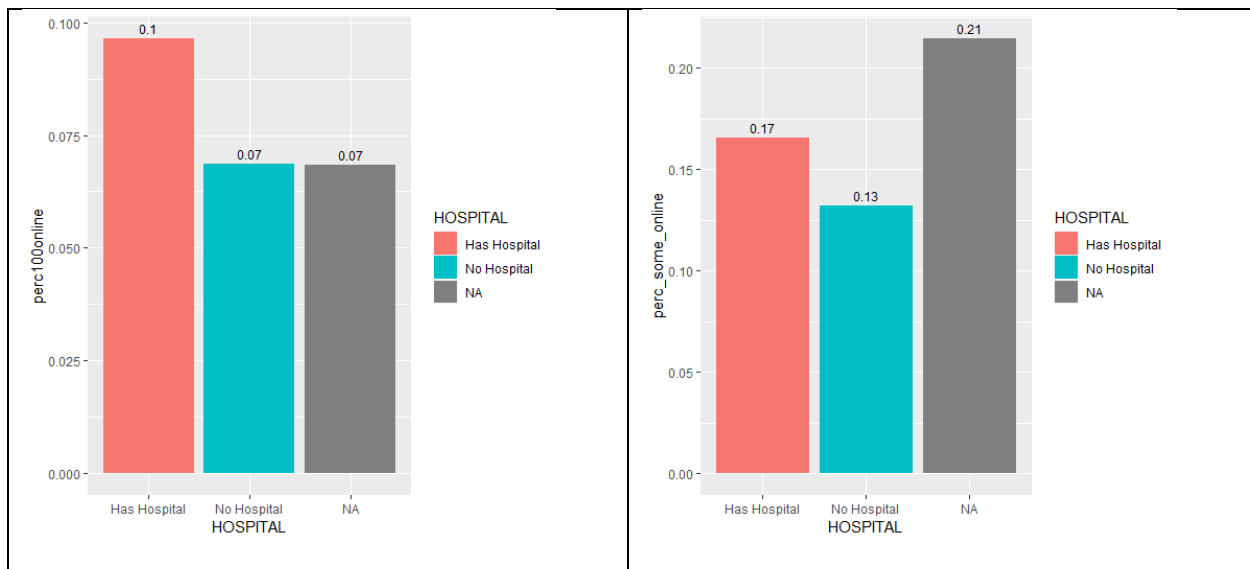 0.100
0.075
0.050
0.025
0.000
perc100online
0.1
0.07
0.07
Has Hospital
No Hospital
NA
HOSPITAL
HOSPITAL
Has Hospital
No Hospital
NA
0.20
0.15
0.10
0.05
0.00
perc_some_online
0.17
0.13
0.21
Has Hospital
No Hospital
NA
HOSPITAL
HOSPITAL
Has Hospital
No Hospital
NA